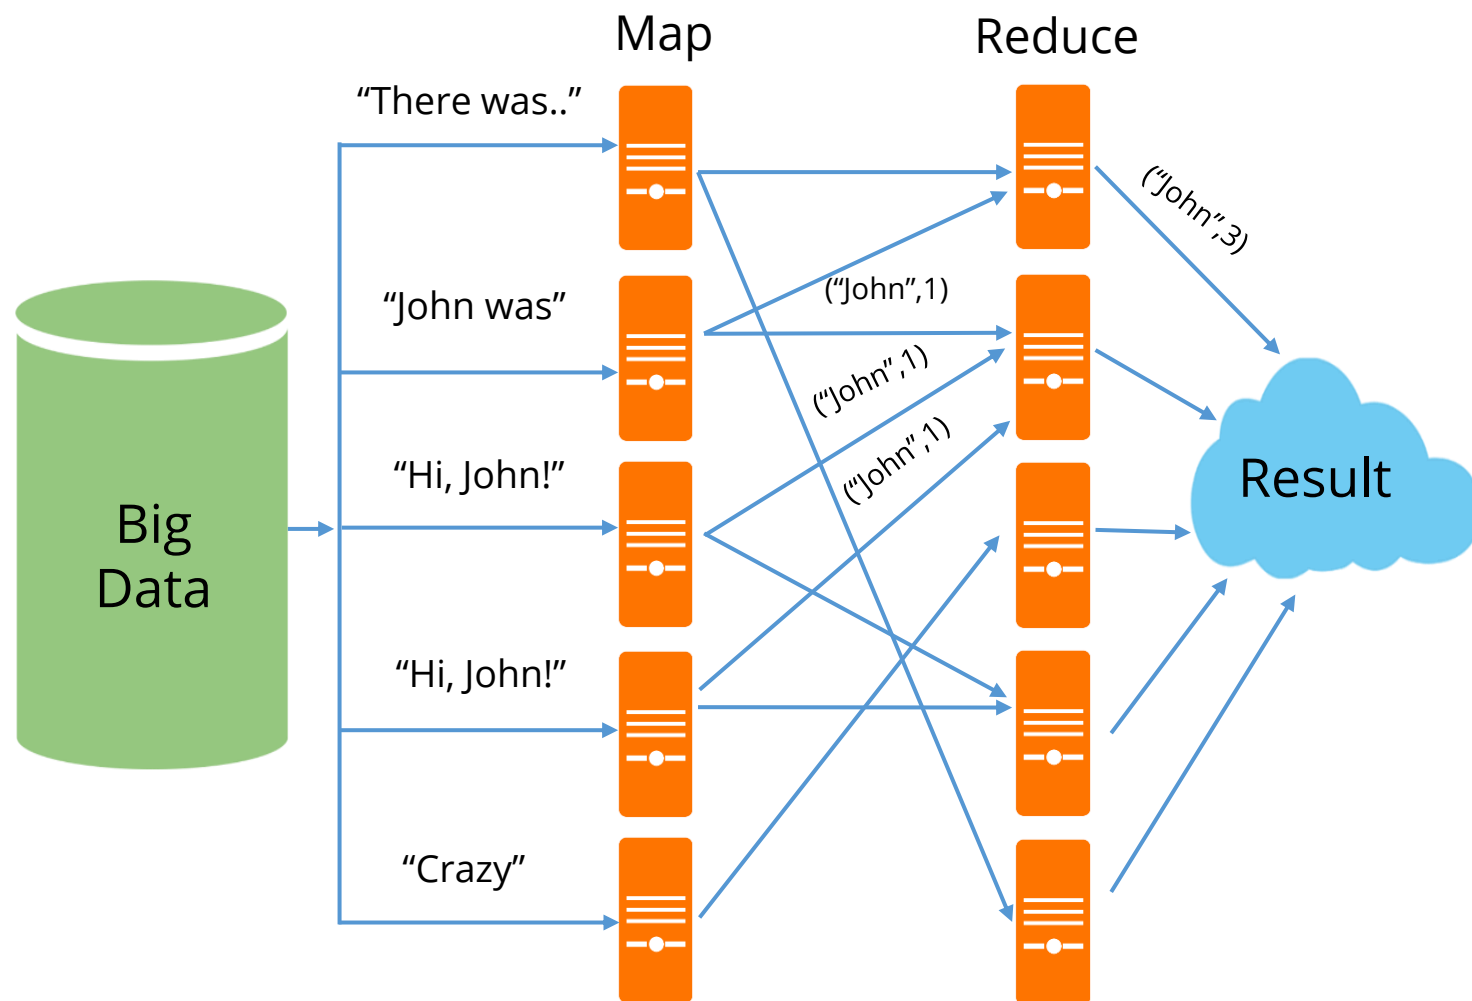 Map
Reduce
“There was..”
(“John”,3)
“John was”
(“John”,1)
(“John”,1)
(“John”,1)
“Hi, John!”
Result
Big
Data
“Hi, John!”
“Crazy”